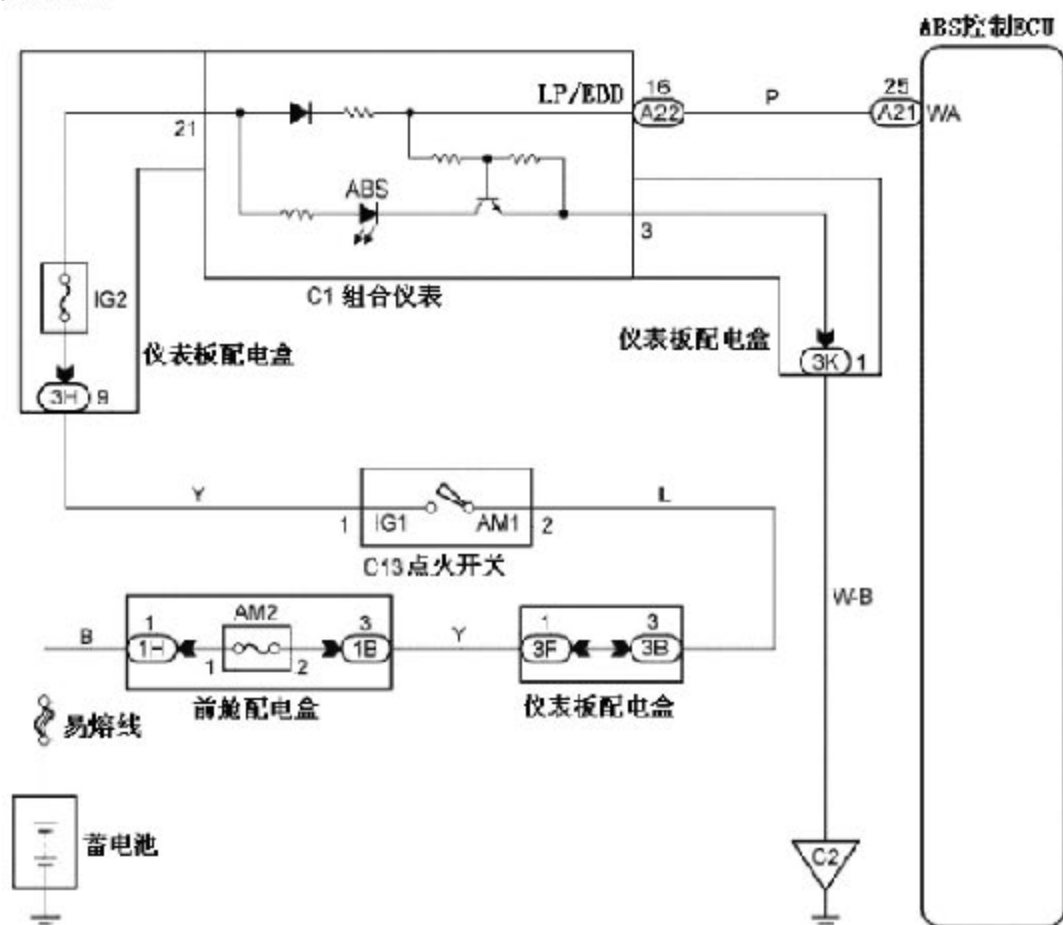 ABS控制ECU
LP/EBD
16
A22
P
25
A21
WA
21
ABS
3
C1 组合仪表
IG2
仪表板配电盒
3H 9
仪表板配电盒
3K 1
Y
1
IG1
AM1
2
L
C13点火开关
W-B
B
1
1H
AM2
1
2
3
1B
Y
1
3F
3
3B
前舱配电盒
仪表板配电盒
易熔线
蓄电池
C2